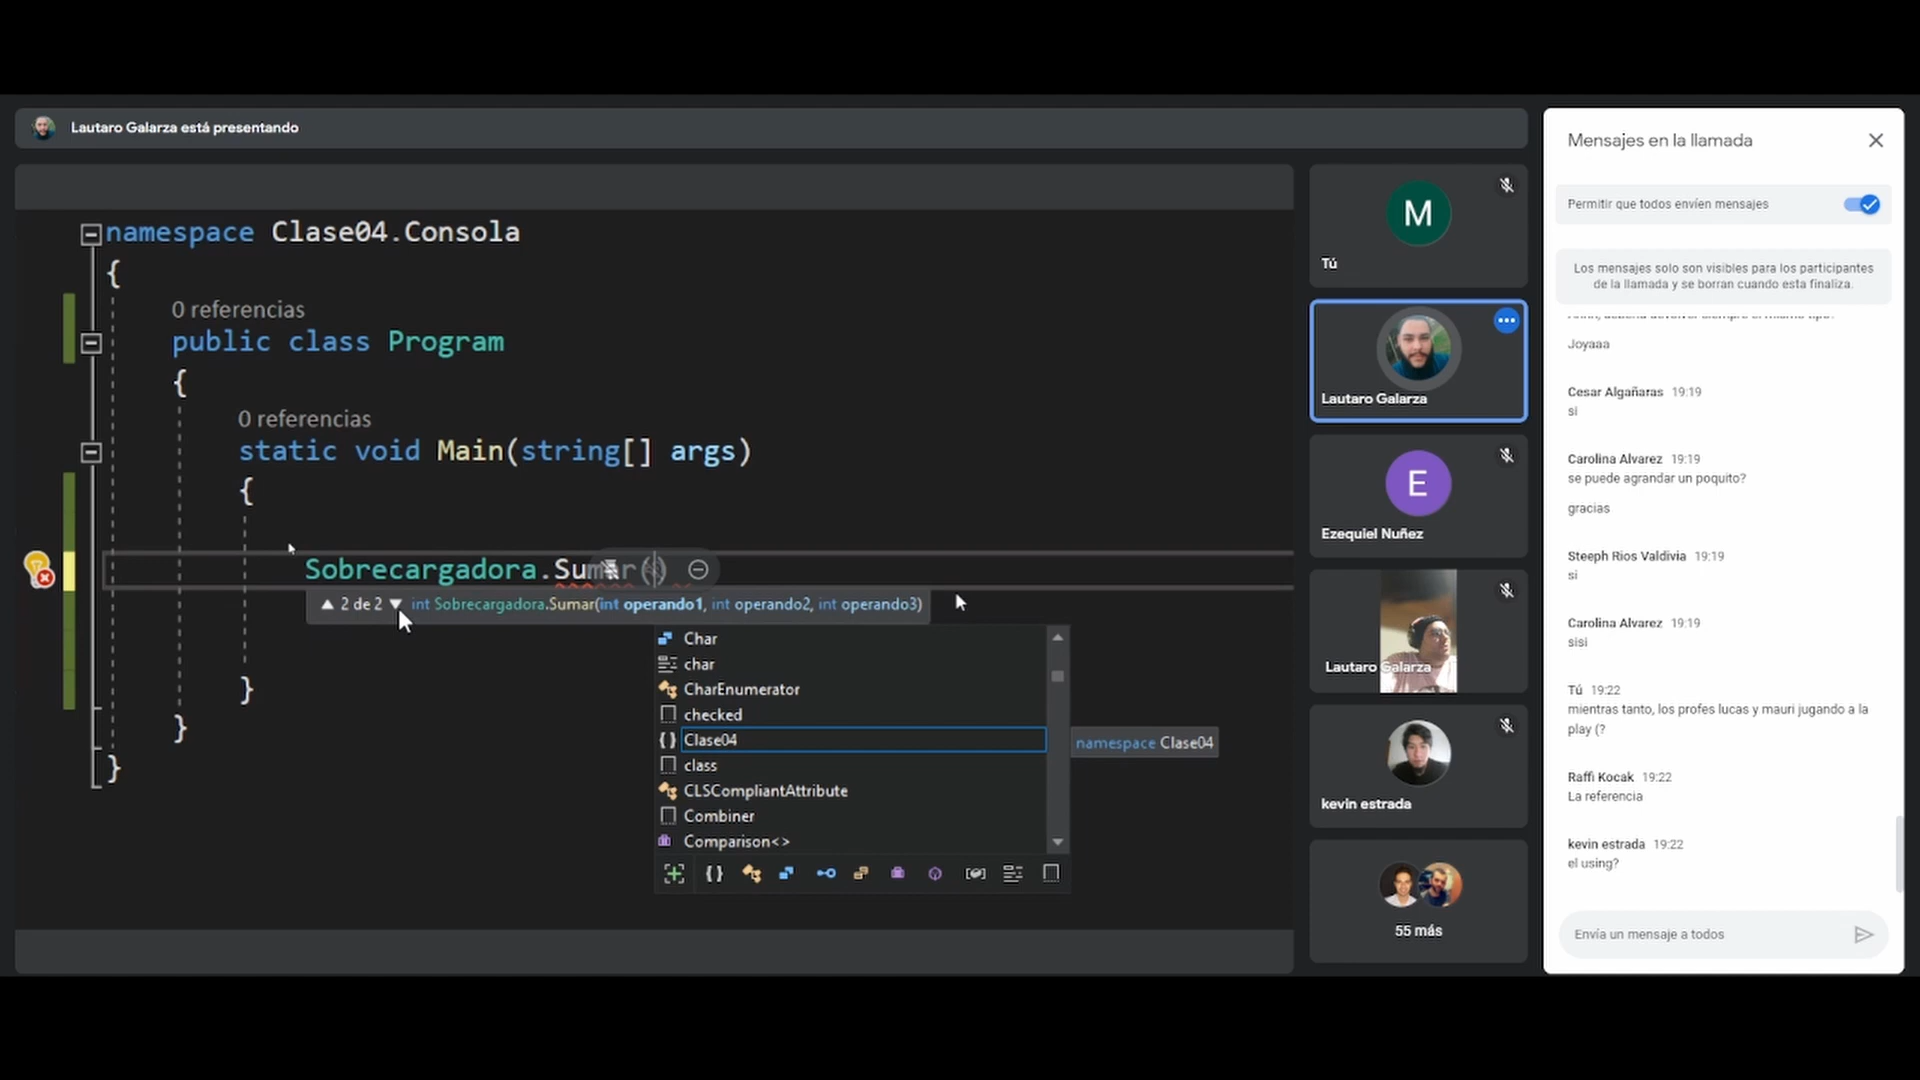 Lautaro Galarza está presentando
namespace Clase04.Consola
{
0 referencias
public class Program
{
0 referencias
static void Main(string[] args)
{
Sobrecargadora.Sumar()
2 de 2 int Sobrecargadora.Sumar(int operando1, int operando2, int operando3)
Char
char
CharEnumerator
checked
{} Clase04
namespace Clase04
class
CLSCompliantAttribute
Combiner
Comparison<>
{}
}
}
}
M
Tú
Lautaro Galarza
E
Ezequiel Nuñez
Lautaro Galarza
kevin estrada
55 más
Mensajes en la llamada
Permitir que todos envíen mensajes
Los mensajes solo son visibles para los participantes
de la llamada y se borran cuando esta finaliza.
Joyaaa
Cesar Algañaras 19:19
si
Carolina Alvarez 19:19
se puede agrandar un poquito?
gracias
Steeph Rios Valdivia 19:19
si
Carolina Alvarez 19:19
sisi
Tú 19:22
mientras tanto, los profes lucas y mauri jugando a la
play (?
Raffi Kocak 19:22
La referencia
kevin estrada 19:22
el using?
Envía un mensaje a todos